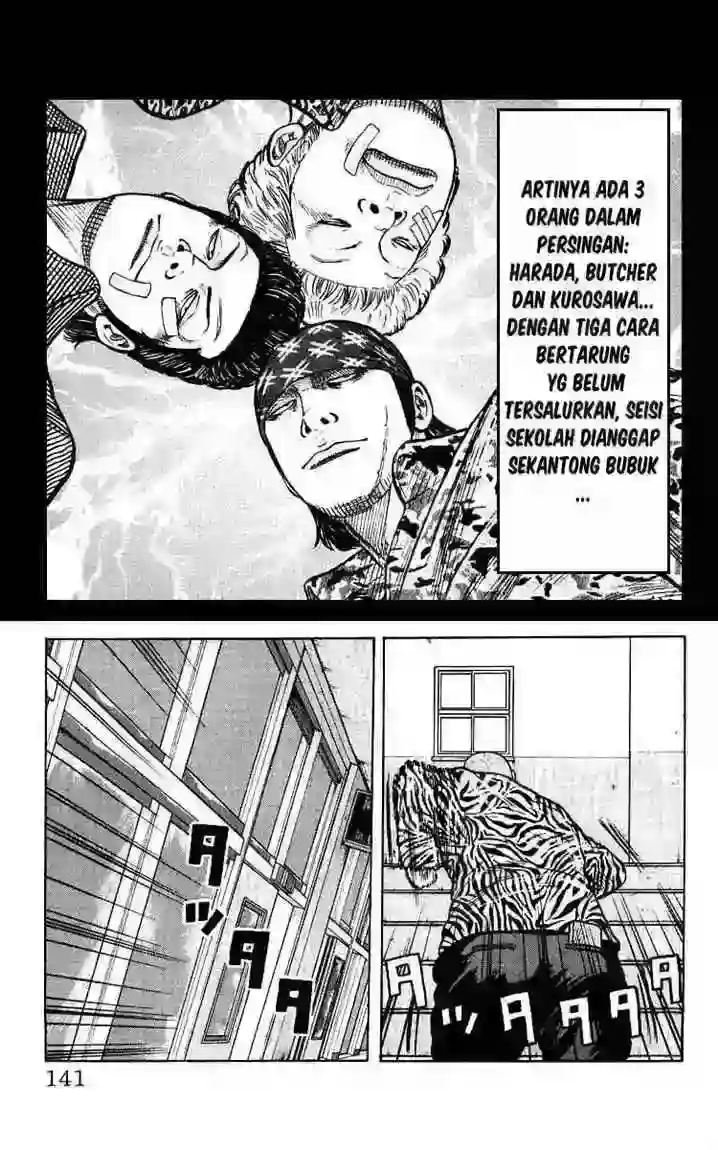 ARTINYA ADA 3
ORANG DALAM
PERSINGAN:
HARADA, BUTCHER
DAN KUROSAWA...
DENGAN TIGA CARA
BERTARUNG
YG BELUM
TERSALURKAN, SEISI
SEKOLAH DIANGGAP
SEKANTONG BUBUK
...
タッタタ
タッタタタ
141